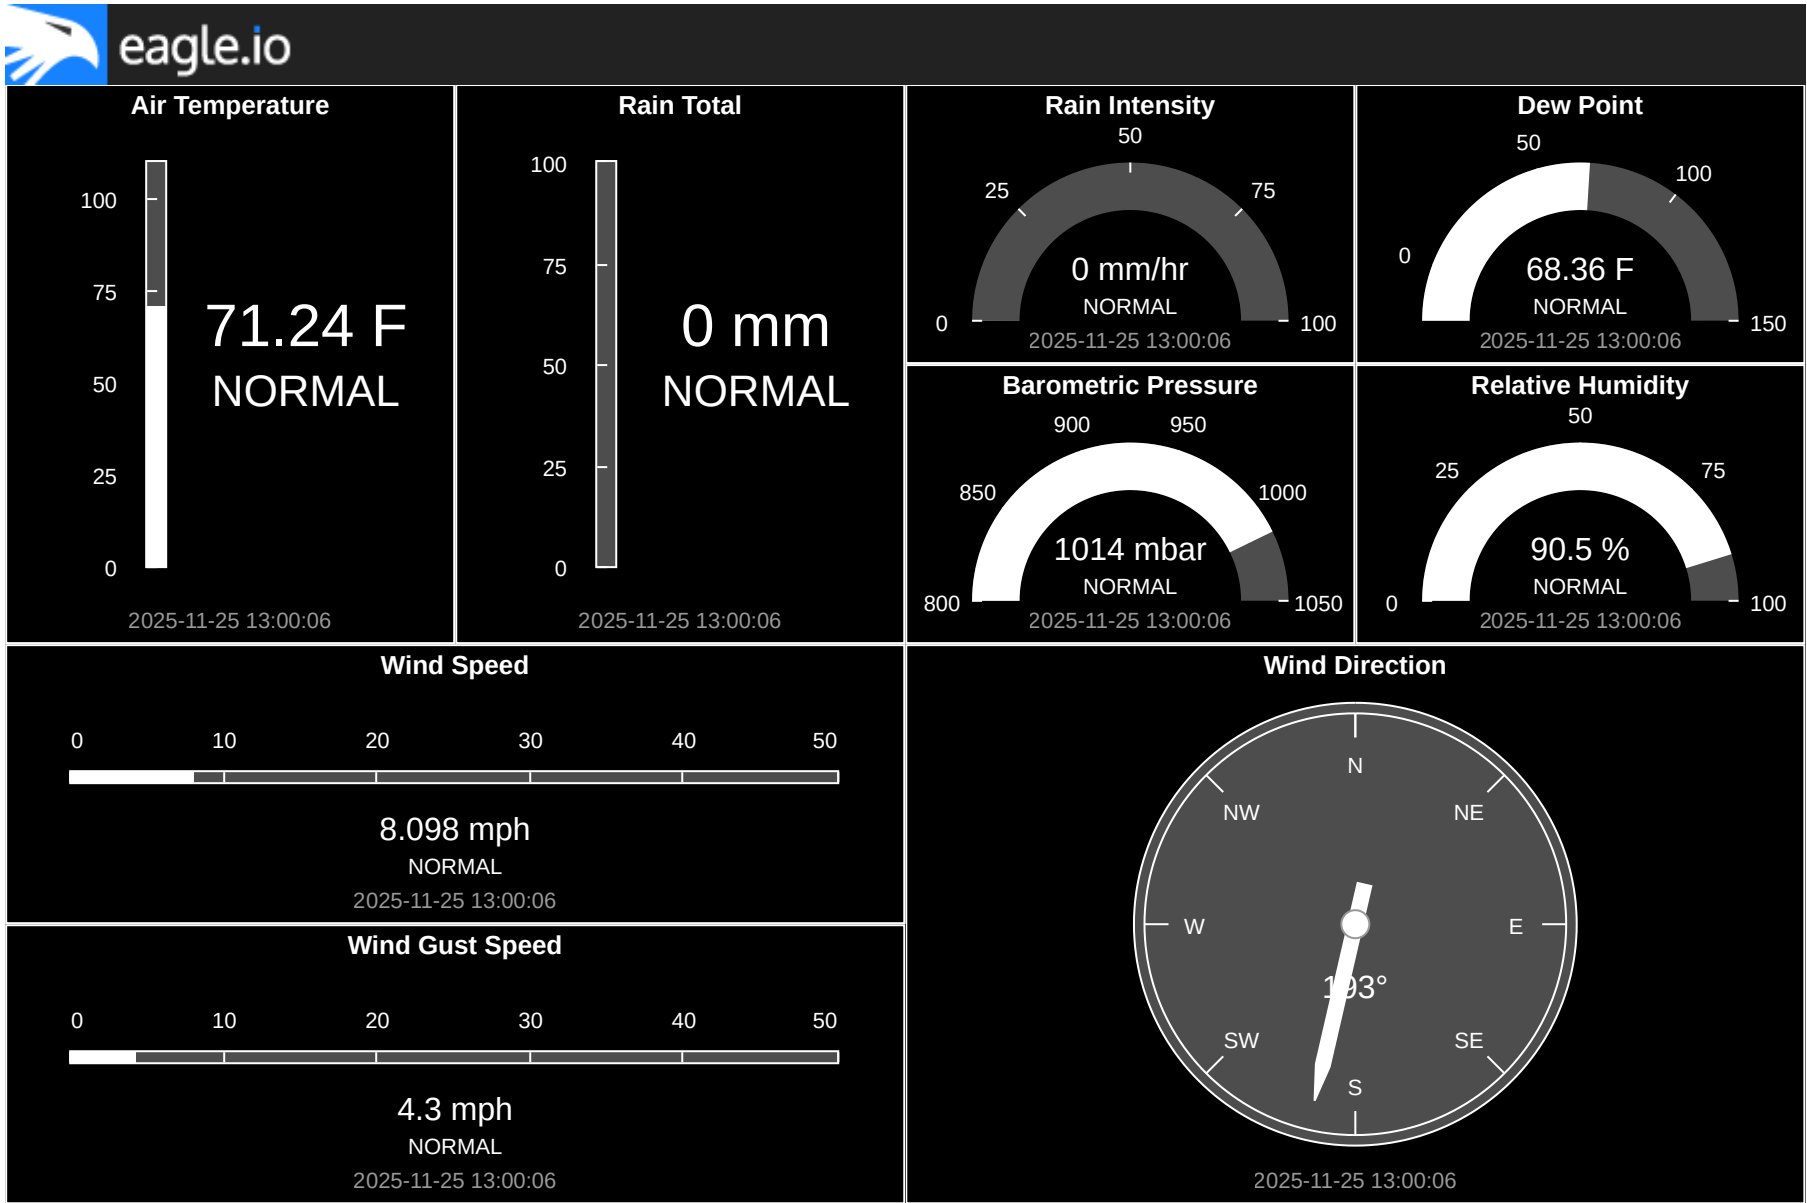 eagle.io
Air Temperature
100
75
50
25
0
71.24 F
NORMAL
2025-11-25 13:00:06
Rain Total
100
75
50
25
0
0 mm
NORMAL
2025-11-25 13:00:06
Rain Intensity
0
25
50
75
100
0 mm/hr
NORMAL
2025-11-25 13:00:06
Dew Point
0
50
100
150
68.36 F
NORMAL
2025-11-25 13:00:06
Barometric Pressure
800
850
900
950
1000
1050
1014 mbar
NORMAL
2025-11-25 13:00:06
Relative Humidity
0
25
50
75
100
90.5 %
NORMAL
2025-11-25 13:00:06
Wind Speed
0 10 20 30 40 50
8.098 mph
NORMAL
2025-11-25 13:00:06
Wind Gust Speed
0 10 20 30 40 50
4.3 mph
NORMAL
2025-11-25 13:00:06
Wind Direction
N
NW NE
W E
193°
SW SE
S
2025-11-25 13:00:06